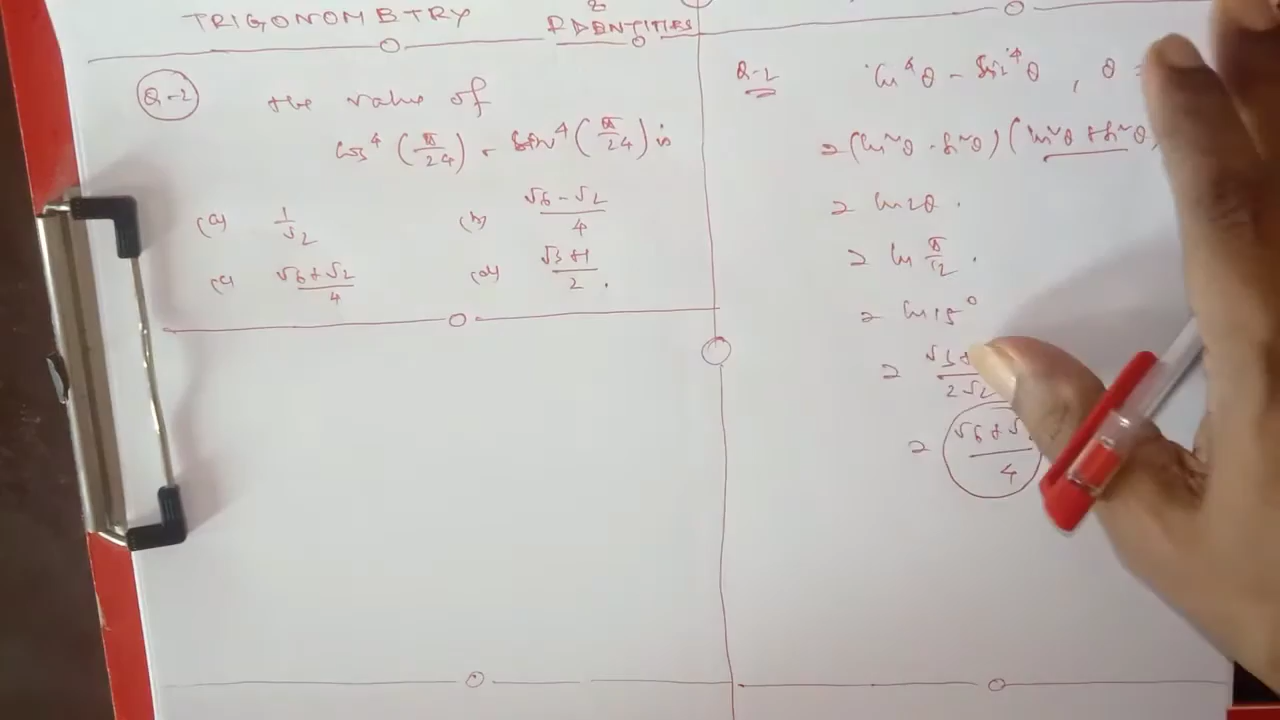 TRIGONOMETRY & IDENTITIES
Q-2 the value of
cos⁴ (π/24) - sin⁴ (π/24) is
(a) 1/√2 (b) √6 - √2/4
(c) √6 + √2/4 (d) √3 + 1/2.
Q-2 cos⁴θ - sin⁴θ, θ =
= (cos²θ - sin²θ) (cos²θ + sin²θ)
= cos2θ.
= cos π/12.
= cos15°
= √3 + /2√2
= √6 + √2/4